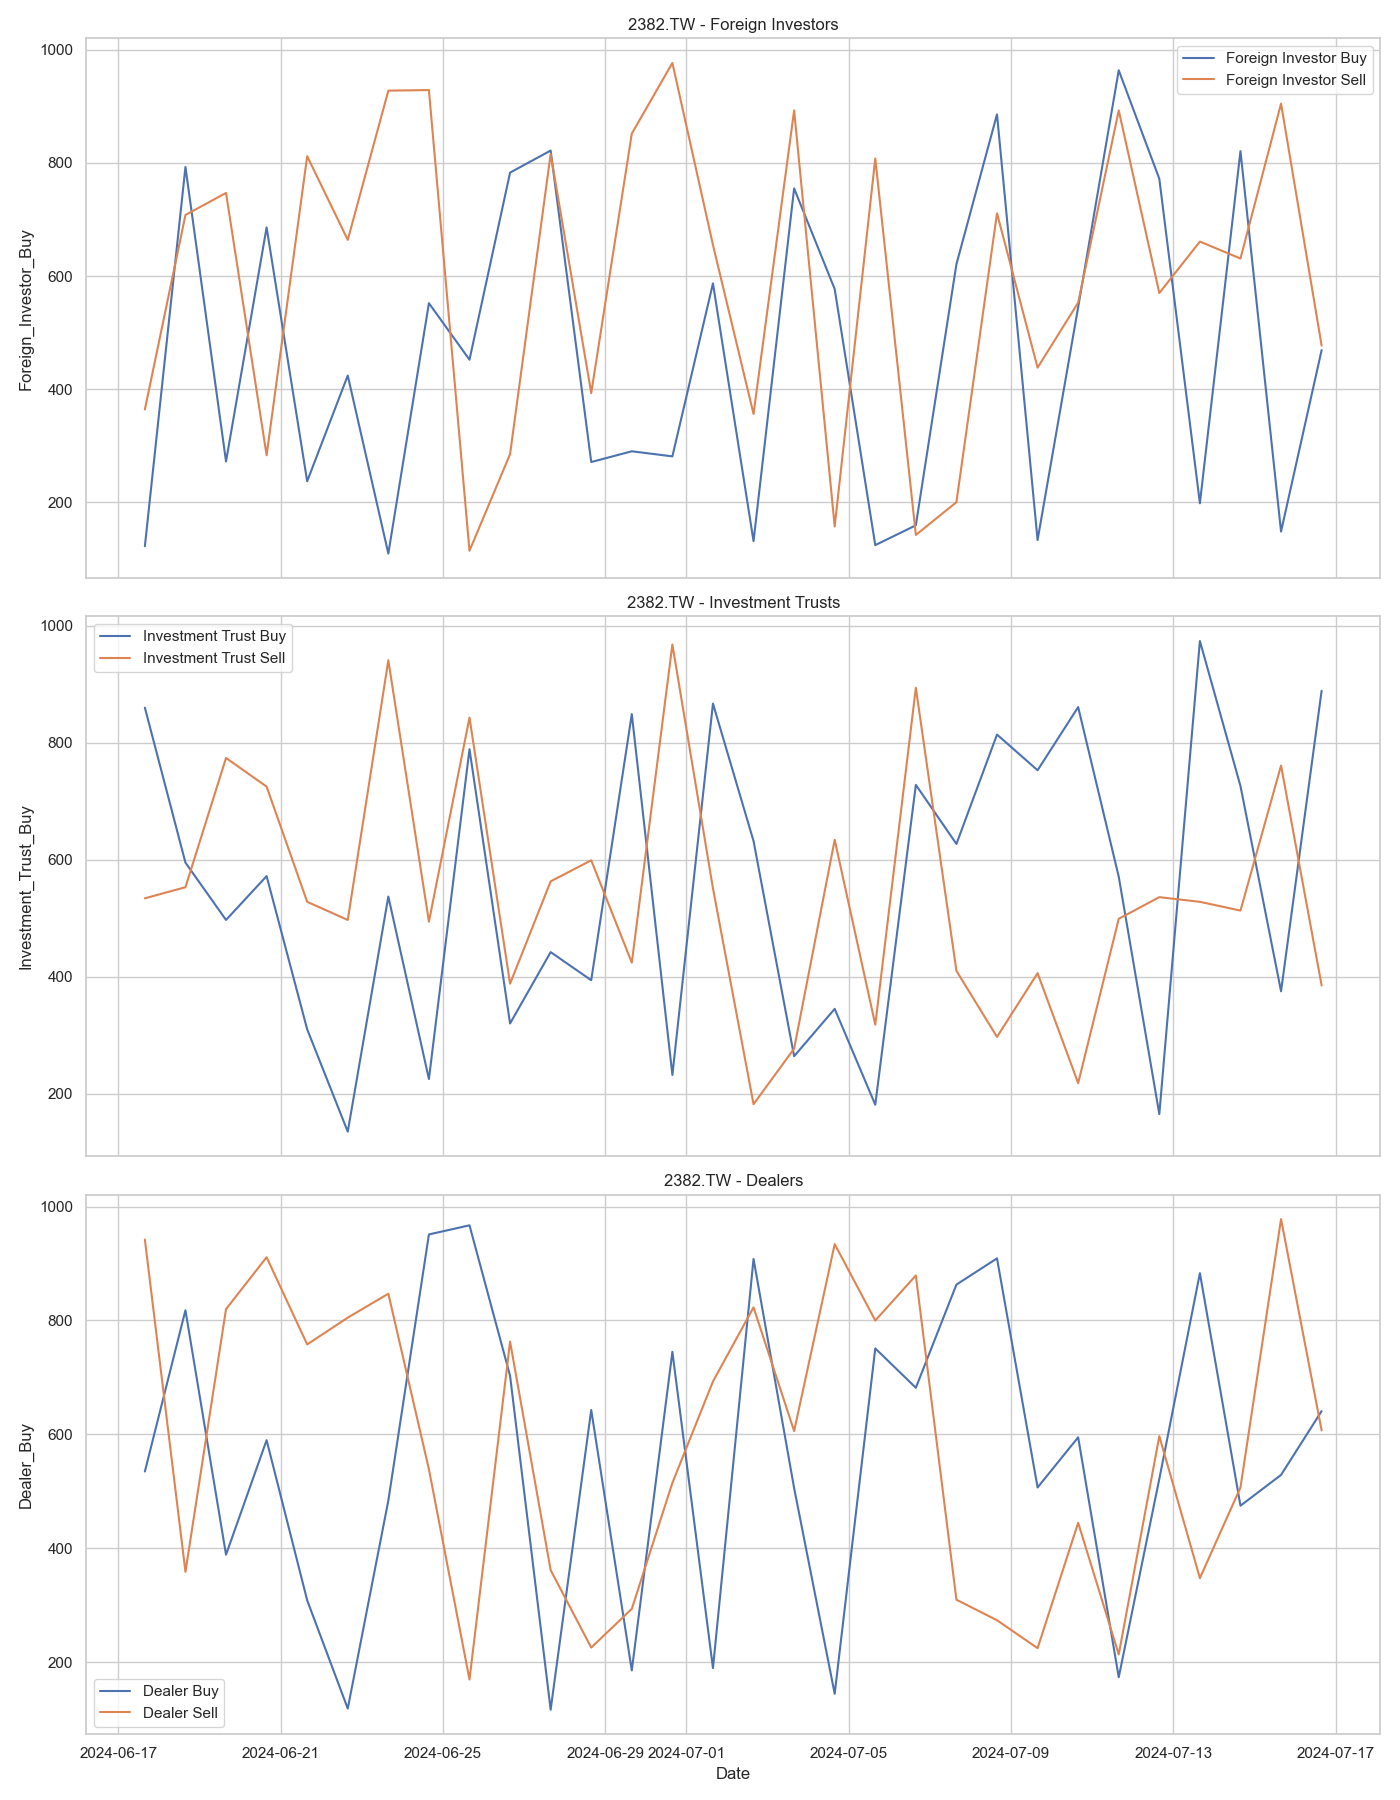 2382.TW - Foreign Investors
Foreign_Investor_Buy
1000
800
600
400
200
Foreign Investor Buy
Foreign Investor Sell
2382.TW - Investment Trusts
Investment_Trust_Buy
1000
800
600
400
200
Investment Trust Buy
Investment Trust Sell
2382.TW - Dealers
Dealer_Buy
1000
800
600
400
200
Dealer Buy
Dealer Sell
2024-06-17 2024-06-21 2024-06-25 2024-06-29 2024-07-01 2024-07-05 2024-07-09 2024-07-13 2024-07-17
Date